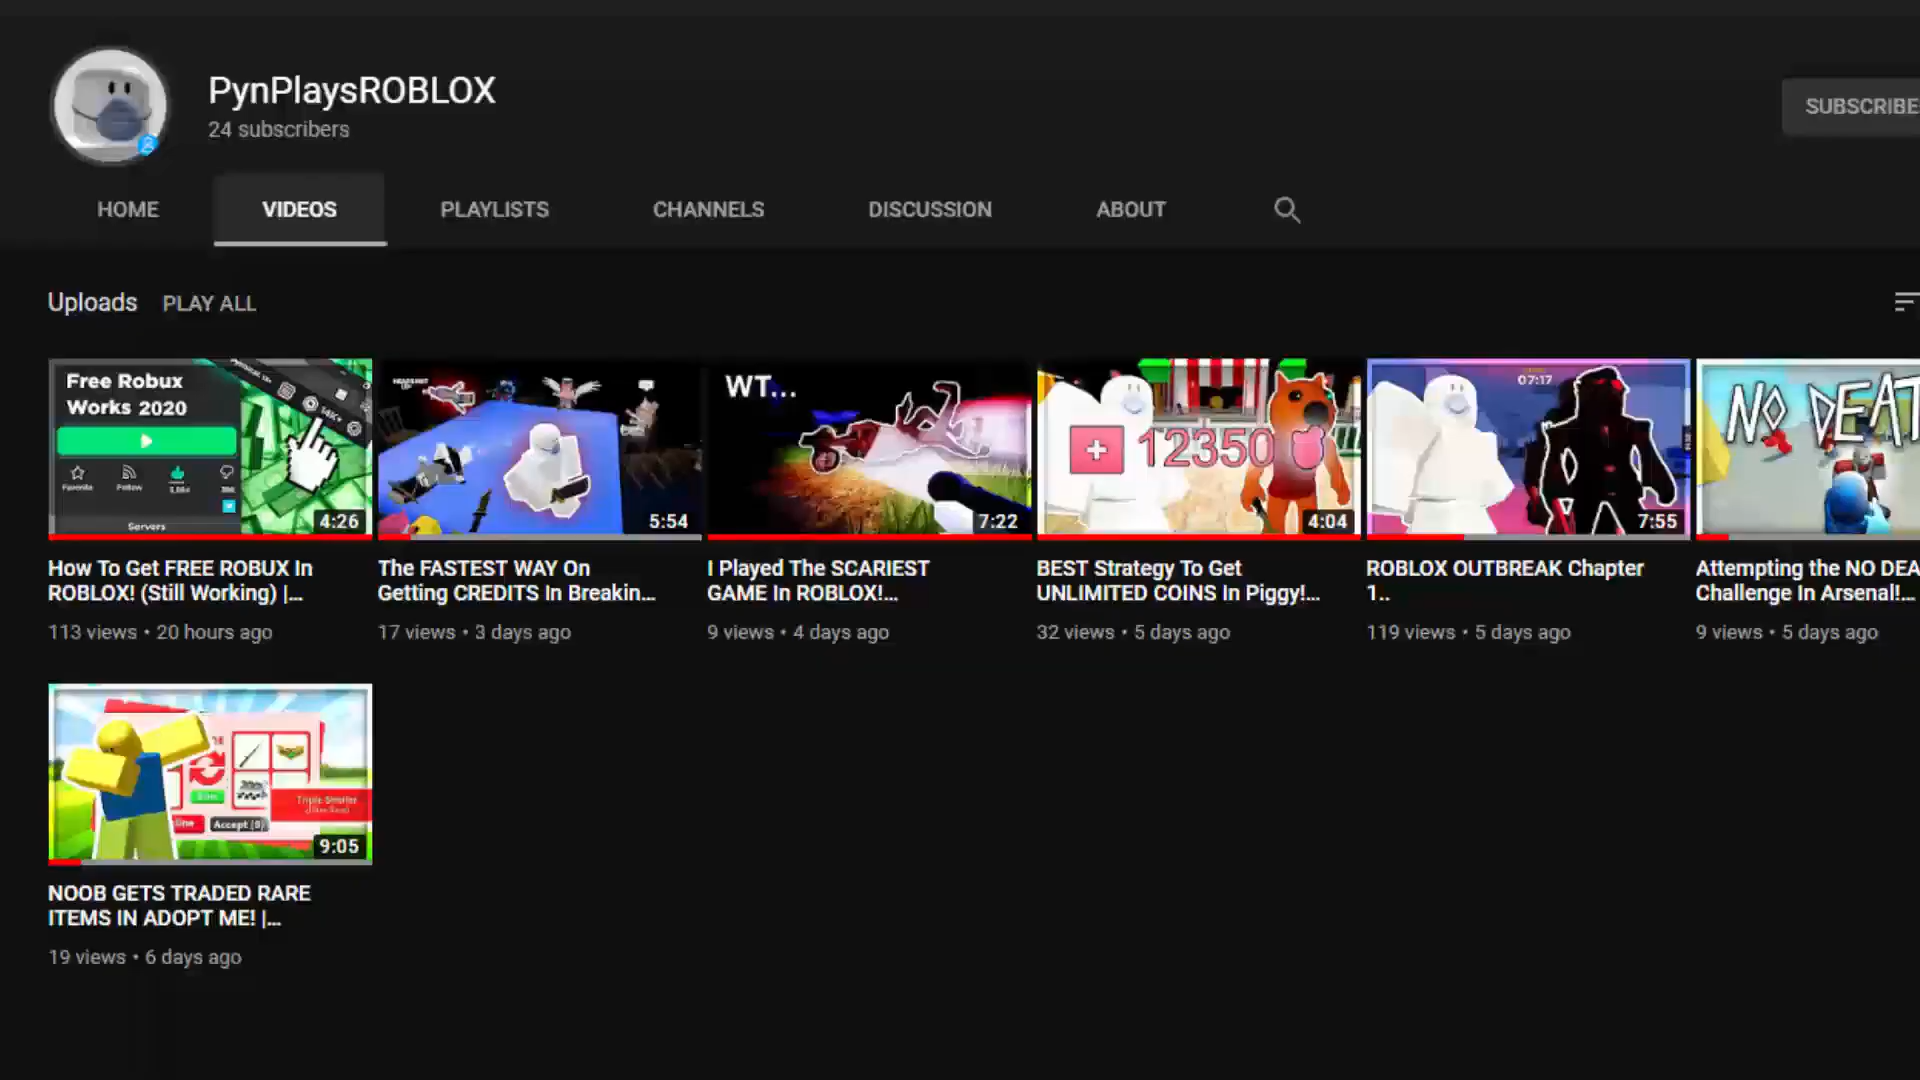 PynPlaysROBLOX
24 subscribers
SUBSCRIBE
HOME
VIDEOS
PLAYLISTS
CHANNELS
DISCUSSION
ABOUT
Uploads
PLAY ALL
Free Robux
Works 2020
Favorite
Follow
Servers
4:26
How To Get FREE ROBUX In
ROBLOX! (Still Working) |...
113 views • 20 hours ago
5:54
The FASTEST WAY On
Getting CREDITS In Breakin...
17 views • 3 days ago
WT...
7:22
I Played The SCARIEST
GAME In ROBLOX!...
9 views • 4 days ago
+ 12350
4:04
BEST Strategy To Get
UNLIMITED COINS In Piggy!...
32 views • 5 days ago
07:17
7:55
ROBLOX OUTBREAK Chapter
1..
119 views • 5 days ago
NO DEAT
Attempting the NO DEA
Challenge In Arsenal!...
9 views • 5 days ago
Accept
9:05
NOOB GETS TRADED RARE
ITEMS IN ADOPT ME! |...
19 views • 6 days ago